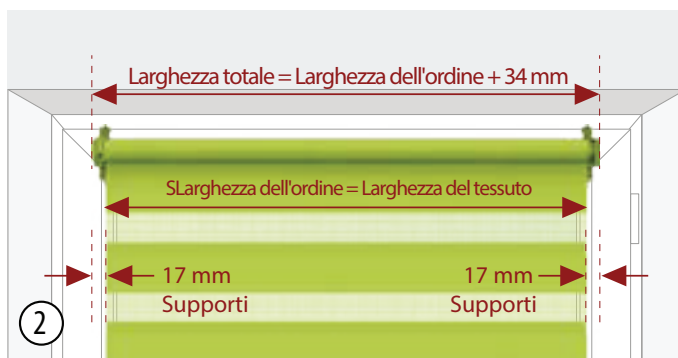 Larghezza totale = Larghezza dell'ordine + 34 mm
SLarghezza dell'ordine = Larghezza del tessuto
17 mm
Supporti
17 mm
Supporti
2